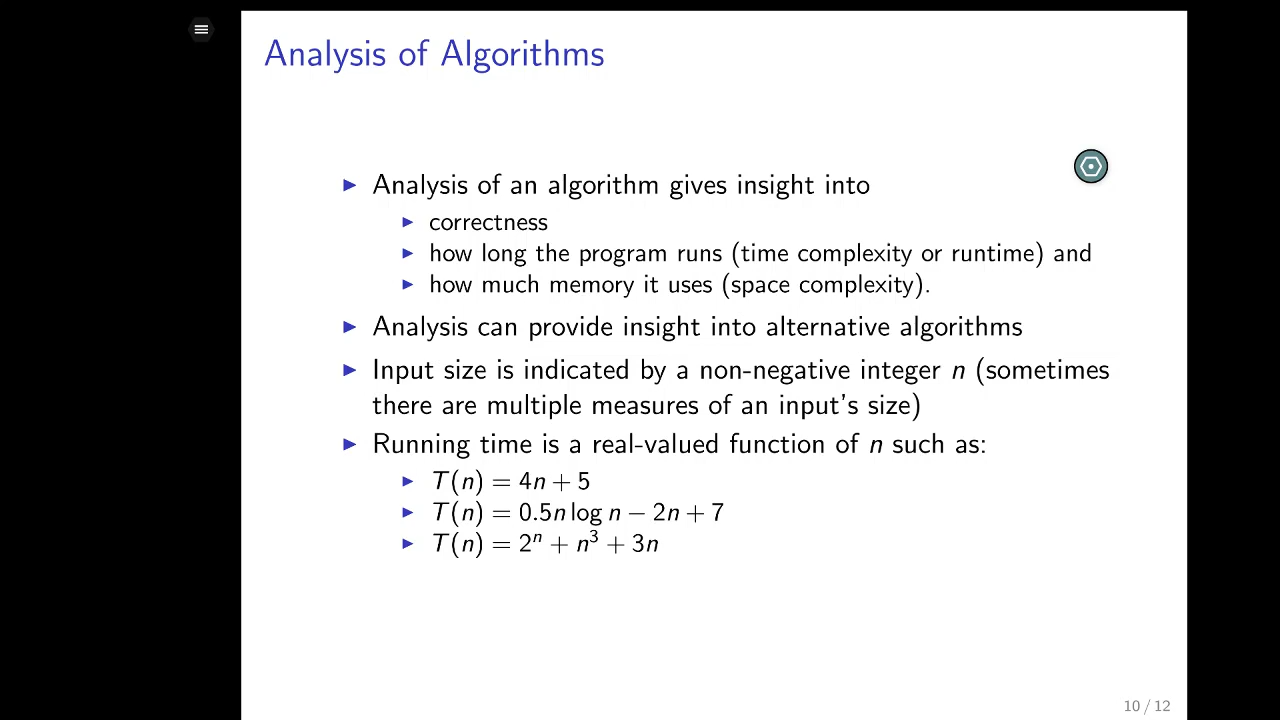 Analysis of Algorithms
▶ Analysis of an algorithm gives insight into
▶ correctness
▶ how long the program runs (time complexity or runtime) and
▶ how much memory it uses (space complexity).
▶ Analysis can provide insight into alternative algorithms
▶ Input size is indicated by a non-negative integer n (sometimes
there are multiple measures of an input's size)
▶ Running time is a real-valued function of n such as:
▶ T(n) = 4n + 5
▶ T(n) = 0.5n log n − 2n + 7
▶ T(n) = 2ⁿ + n³ + 3n
10 / 12